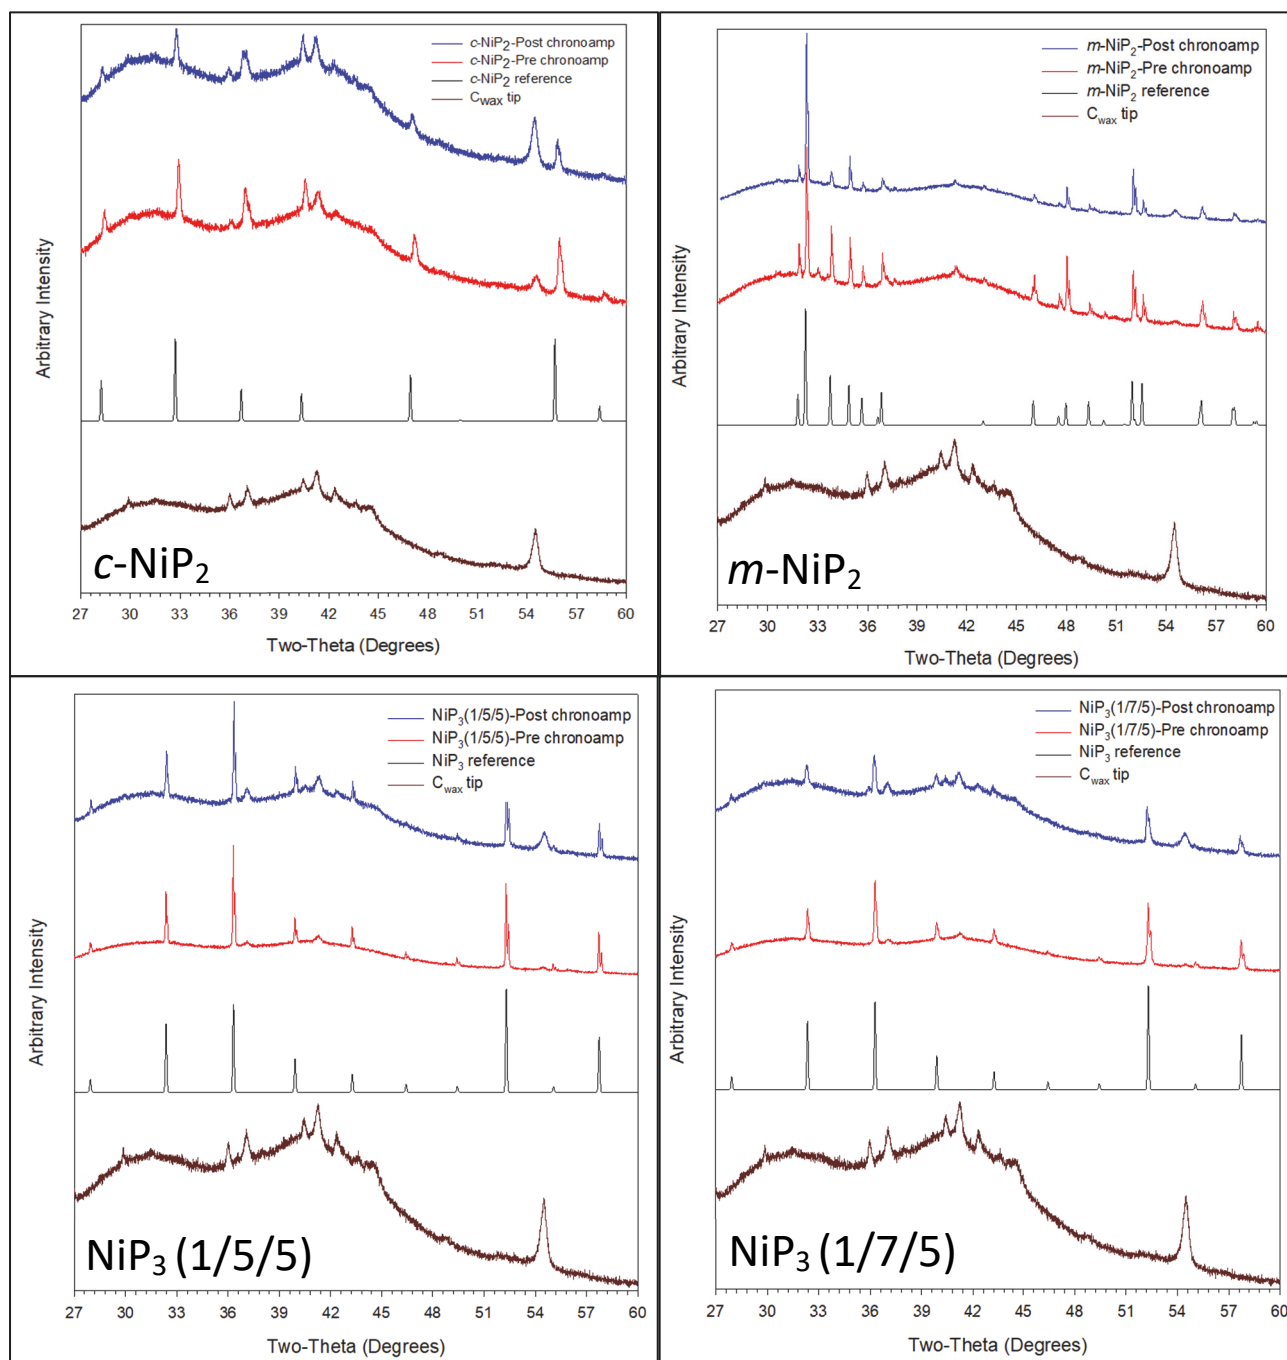 c-NiP2-Post chronoamp
c-NiP2-Pre chronoamp
c-NiP2 reference
Cwax tip
Arbitrary Intensity
c-NiP2
27 30 33 36 39 42 45 48 51 54 57 60
Two-Theta (Degrees)
m-NiP2-Post chronoamp
m-NiP2-Pre chronoamp
m-NiP2 reference
Cwax tip
Arbitrary Intensity
m-NiP2
27 30 33 36 39 42 45 48 51 54 57 60
Two-Theta (Degrees)
NiP3(1/5/5)-Post chronoamp
NiP3(1/5/5)-Pre chronoamp
NiP3 reference
Cwax tip
Arbitrary Intensity
NiP3 (1/5/5)
27 30 33 36 39 42 45 48 51 54 57 60
Two-Theta (Degrees)
NiP3(1/7/5)-Post chronoamp
NiP3(1/7/5)-Pre chronoamp
NiP3 reference
Cwax tip
Arbitrary Intensity
NiP3 (1/7/5)
27 30 33 36 39 42 45 48 51 54 57 60
Two-Theta (Degrees)